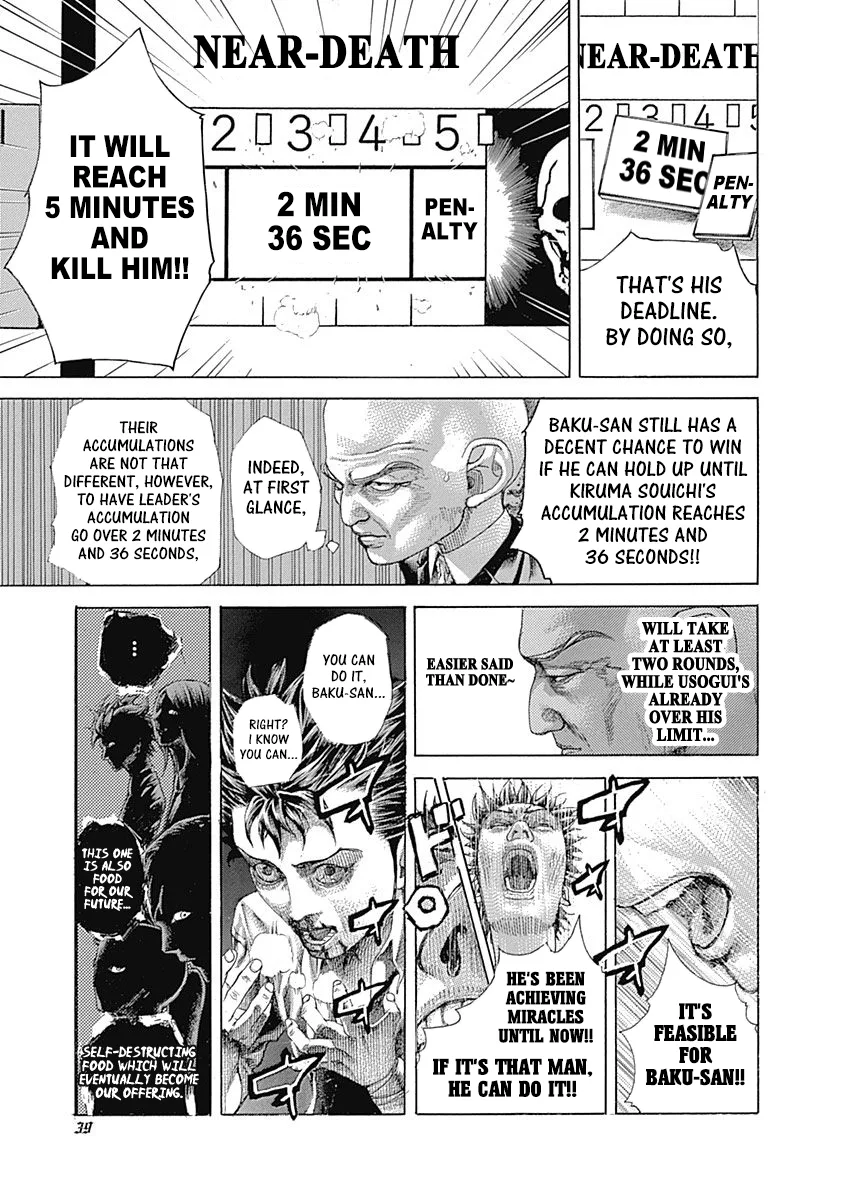 NEAR-DEATH
2 3 4 5
2 MIN
36 SEC
PEN-
ALTY
THAT'S HIS
DEADLINE.
BY DOING SO,
NEAR-DEATH
2 3 4 5
2 MIN
36 SEC
PEN-
ALTY
IT WILL
REACH
5 MINUTES
AND
KILL HIM!!
BAKU-SAN STILL HAS A
DECENT CHANCE TO WIN
IF HE CAN HOLD UP UNTIL
KIRUMA SOUICHI'S
ACCUMULATION REACHES
2 MINUTES AND
36 SECONDS!!
INDEED,
AT FIRST
GLANCE,
THEIR
ACCUMULATIONS
ARE NOT THAT
DIFFERENT, HOWEVER,
TO HAVE LEADER'S
ACCUMULATION
GO OVER 2 MINUTES
AND 36 SECONDS,
WILL TAKE
AT LEAST
TWO ROUNDS,
WHILE USOGUI'S
ALREADY
OVER HIS
LIMIT...
EASIER SAID
THAN DONE~
IT'S
FEASIBLE
FOR
BAKU-SAN!!
HE'S BEEN
ACHIEVING
MIRACLES
UNTIL NOW!!
IF IT'S THAT MAN,
HE CAN DO IT!!
ド
YOU CAN
DO IT,
BAKU-SAN...
RIGHT?
I KNOW
YOU CAN...
...
THIS ONE
IS ALSO
FOOD
FOR OUR
FUTURE...
SELF-DESTRUCTING
FOOD WHICH WILL
EVENTUALLY BECOME
OUR OFFERING.
39